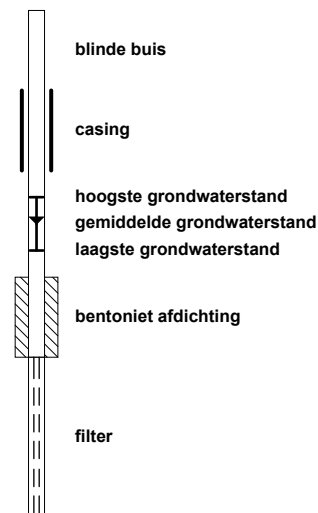 blinde buis
casing
hoogste grondwaterstand
gemiddelde grondwaterstand
laagste grondwaterstand
bentoniet afdichting
filter